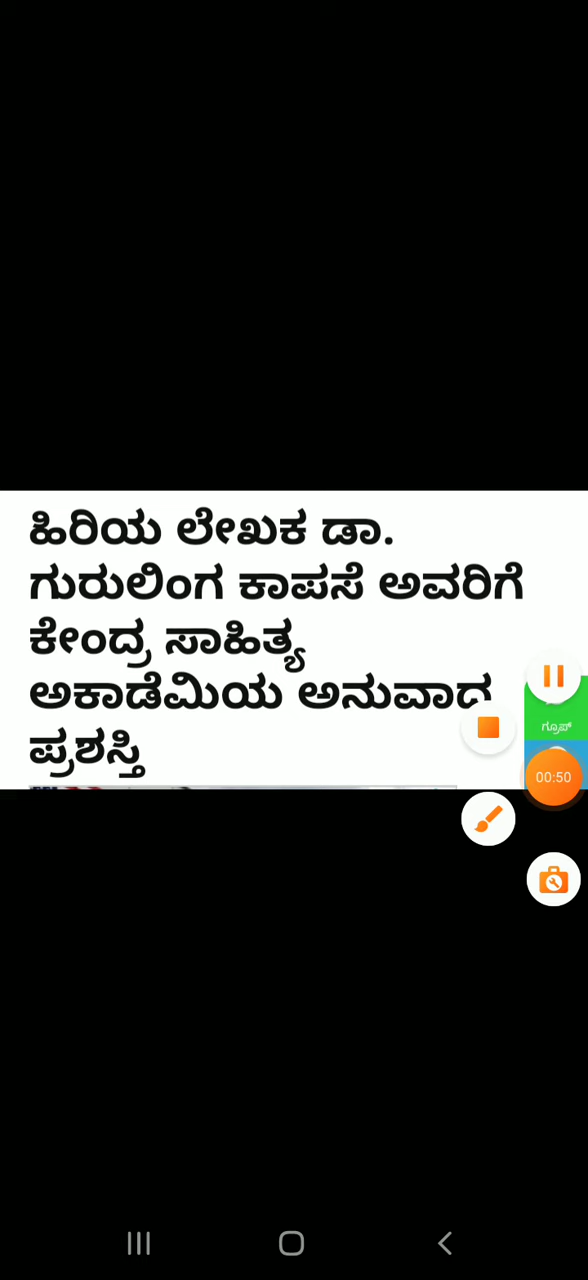 ಹಿರಿಯ ಲೇಖಕ ಡಾ.
ಗುರುಲಿಂಗ ಕಾಪಸೆ ಅವರಿಗೆ
ಕೇಂದ್ರ ಸಾಹಿತ್ಯ
ಅಕಾಡೆಮಿಯ ಅನುವಾದ
ಪ್ರಶಸ್ತಿ
ಗ್ರೂಪ್
00:50